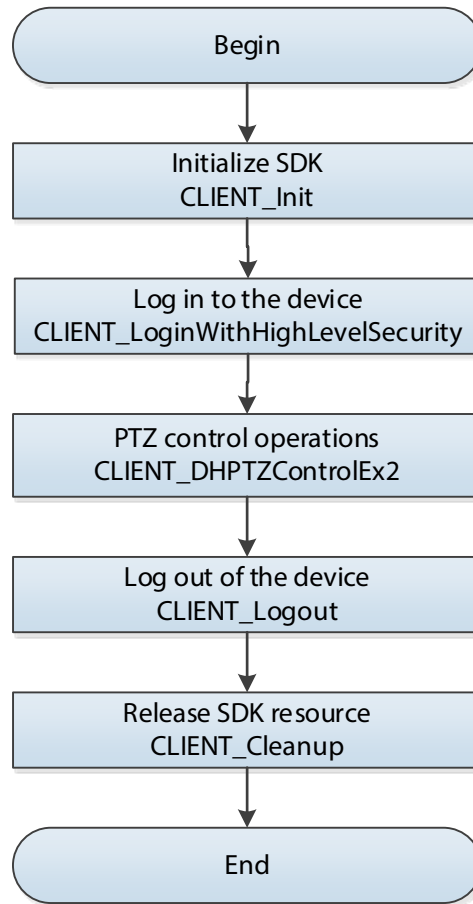 Begin
Initialize SDK
CLIENT_Init
Log in to the device
CLIENT_LoginWithHighLevelSecurity
PTZ control operations
CLIENT_DHPTZControlEx2
Log out of the device
CLIENT_Logout
Release SDK resource
CLIENT_Cleanup
End